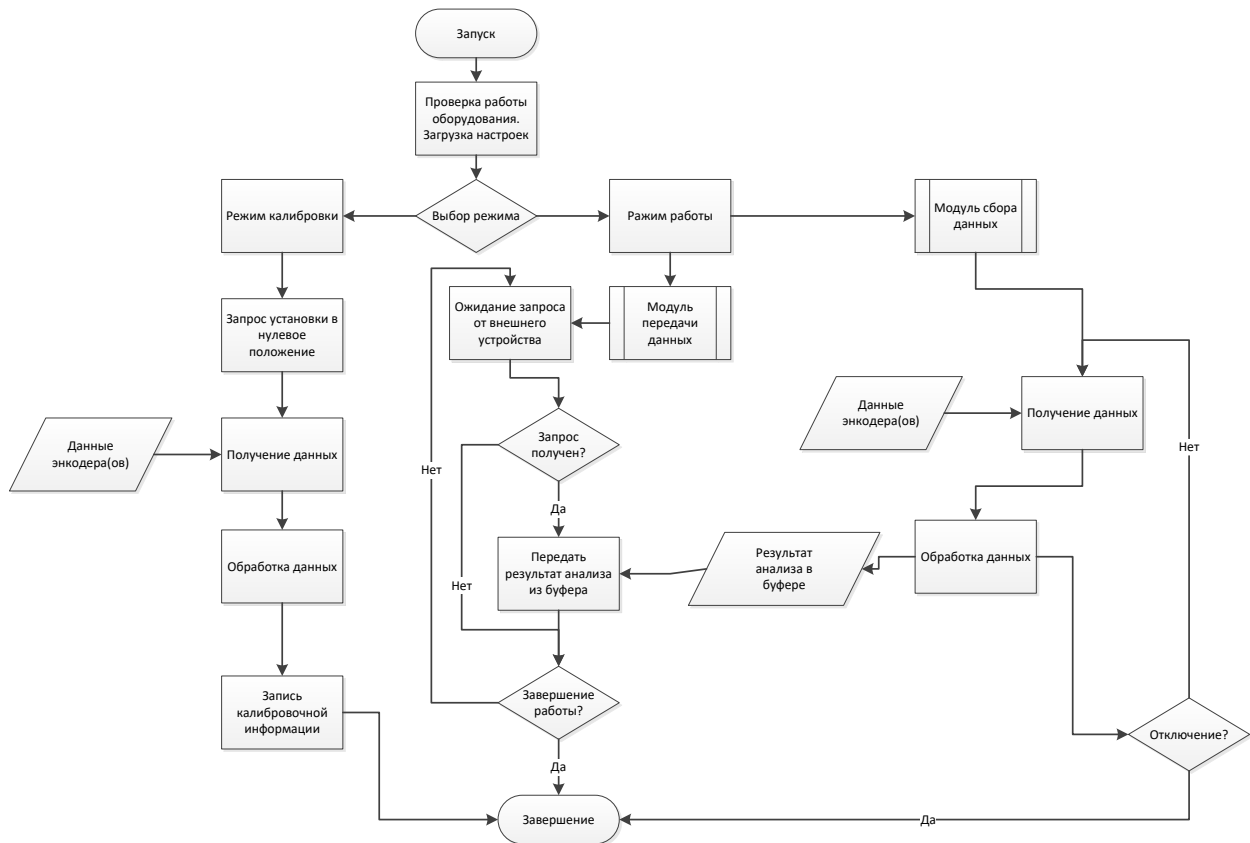 Запуск
Проверка работы
оборудования.
Загрузка настроек
Режим калибровки
Выбор режима
Ражим работы
Модуль сбора
данных
Запрос установки в
нулевое
положение
Ожидание запроса
от внешнего
устройства
Модуль
передачи
данных
Данные
энкодера(ов)
Получение данных
Данные
энкодера(ов)
Получение данных
Запрос
получен?
Нет
Нет
Да
Обработка данных
Передать
результат анализа
из буфера
Результат
анализа в
буфере
Обработка данных
Нет
Запись
калибровочной
информации
Завершение
работы?
Отключение?
Да
Завершение
Да